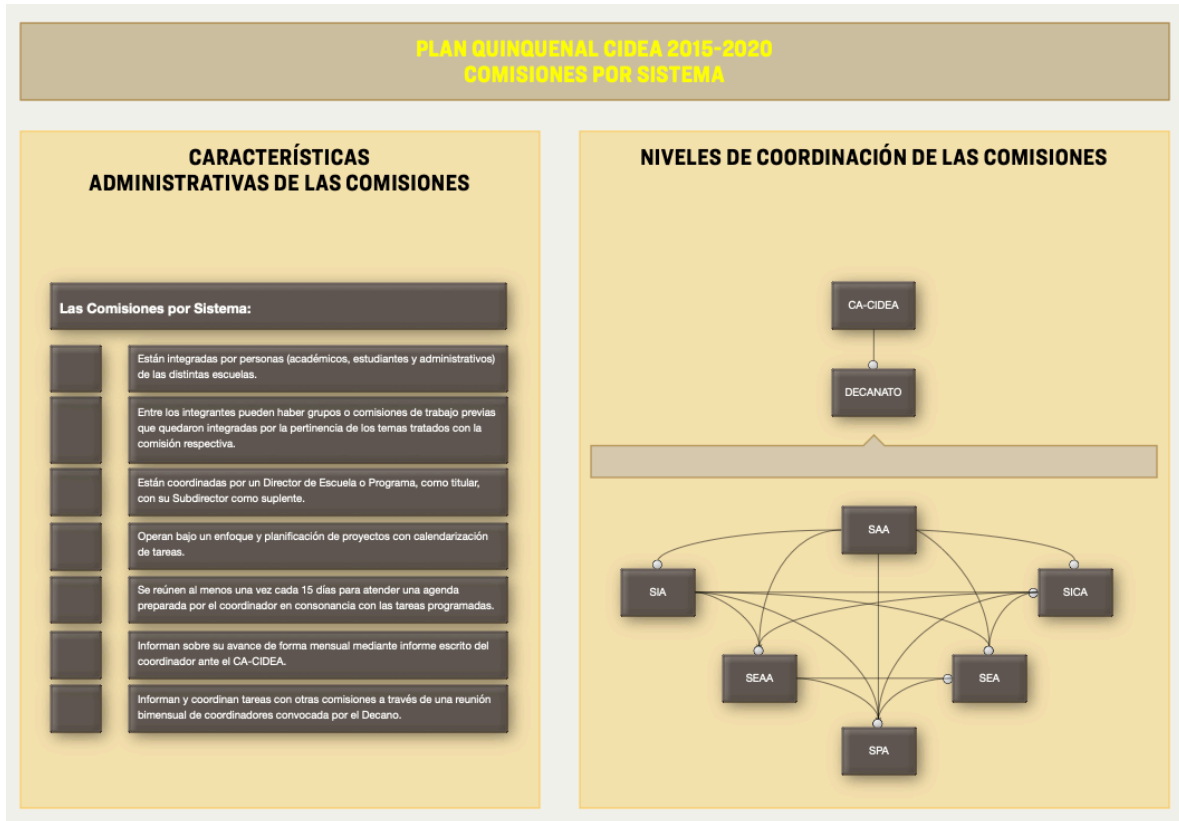 PLAN QUINQUENAL CIDEA 2015-2020
COMISIONES POR SISTEMA
CARACTERÍSTICAS
ADMINISTRATIVAS DE LAS COMISIONES
Las Comisiones por Sistema:
Están integradas por personas (académicos, estudiantes y administrativos)
de las distintas escuelas.
Entre los integrantes pueden haber grupos o comisiones de trabajo previas
que quedaron integradas por la pertinencia de los temas tratados con la
comisión respectiva.
Están coordinadas por un Director de Escuela o Programa, como titular,
con su Subdirector como suplente.
Operan bajo un enfoque y planificación de proyectos con calendarización
de tareas.
Se reúnen al menos una vez cada 15 días para atender una agenda
preparada por el coordinador en consonancia con las tareas programadas.
Informan sobre su avance de forma mensual mediante informe escrito del
coordinador ante el CA-CIDEA.
Informan y coordinan tareas con otras comisiones a través de una reunión
bimensual de coordinadores convocada por el Decano.
NIVELES DE COORDINACIÓN DE LAS COMISIONES
CA-CIDEA
DECANATO
SAA
SIA
SICA
SEAA
SEA
SPA